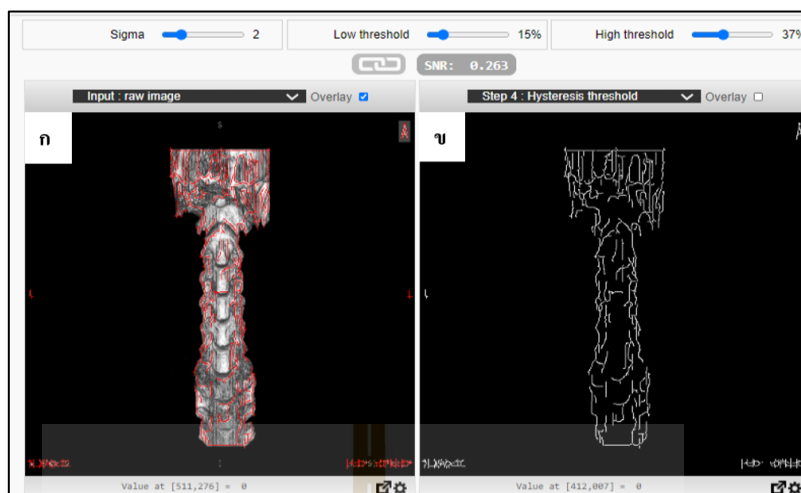 Sigma 2 Low threshold 15% High threshold 37%
SNR: 0.263
Input : raw image Overlay Step 4 : Hysteresis threshold Overlay
ก S A ข
Value at [511,276] = 0 Value at [412,007] = 0